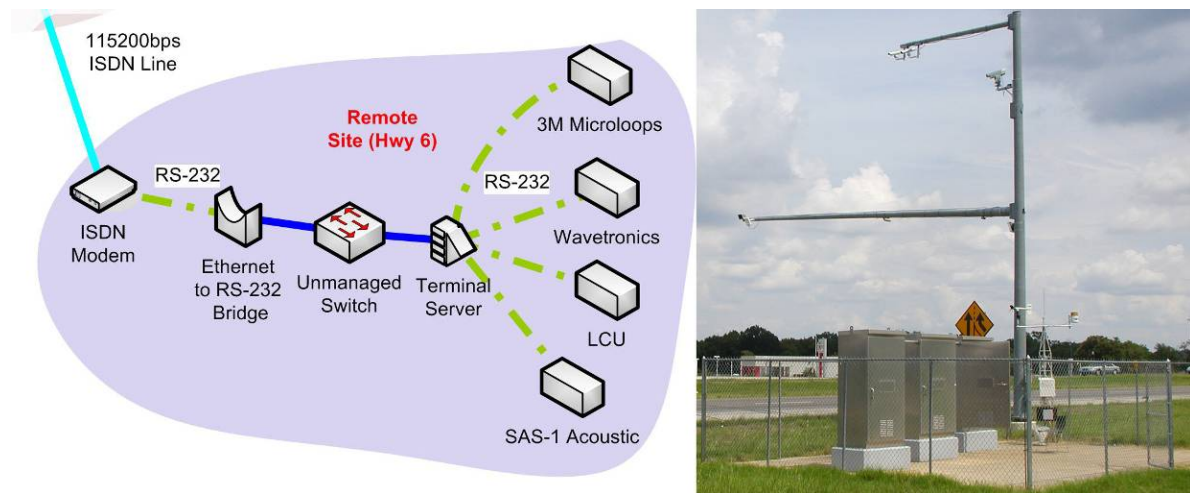 115200bps
ISDN Line
Remote
Site (Hwy 6)
3M Microloops
RS-232
RS-232
ISDN
Modem
Ethernet
to RS-232
Bridge
Unmanaged
Switch
Terminal
Server
Wavetronics
LCU
SAS-1 Acoustic